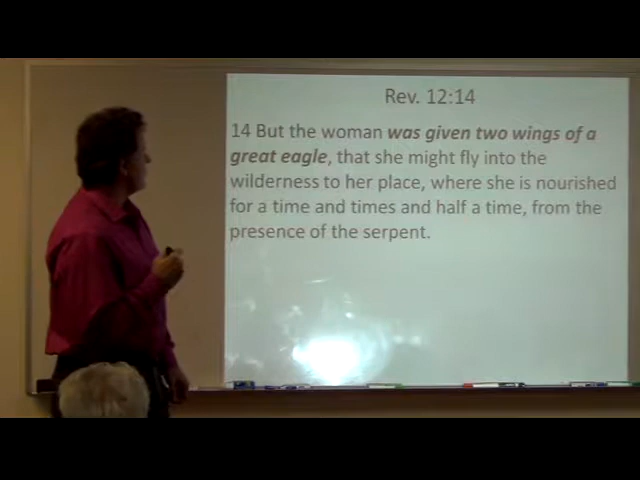 Rev. 12:14
14 But the woman was given two wings of a
great eagle, that she might fly into the
wilderness to her place, where she is nourished
for a time and times and half a time, from the
presence of the serpent.